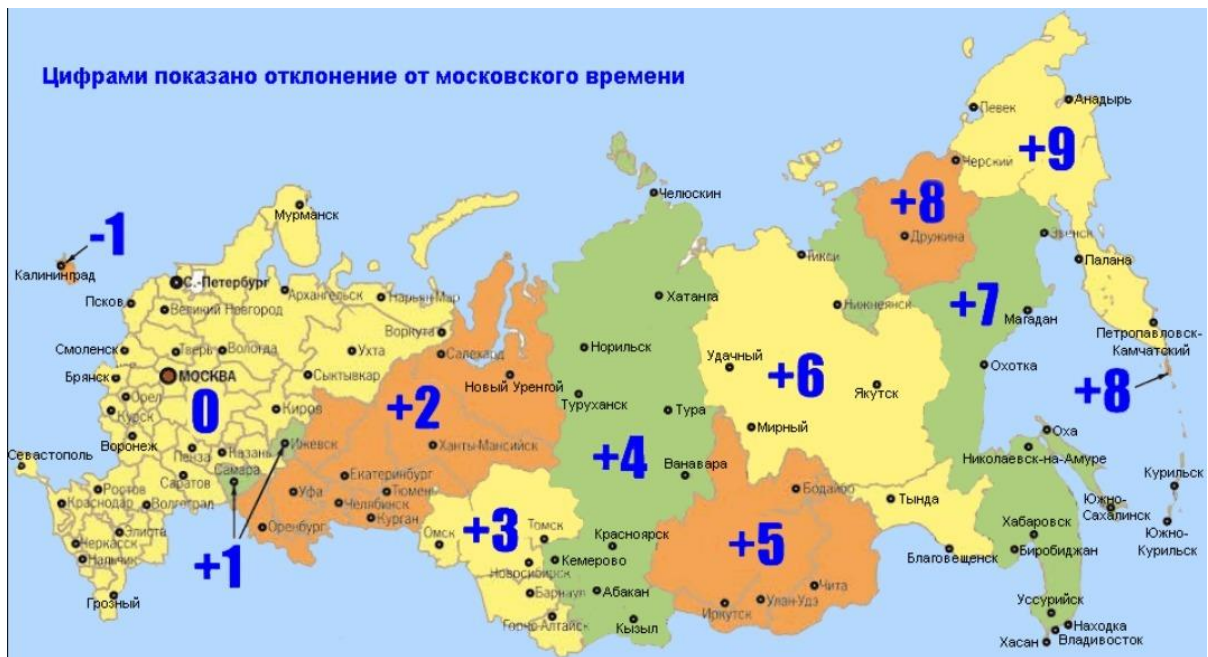 Цифрами показано отклонение от московского времени
Певек
Анадырь
+9
Черский
Челюскин
+8
Мурманск
Дружина
Эвенск
-1
Калининград
С.-Петербург
Тикси
Палана
Архангельск
Нарьян-Мар
Хатанга
Нижнеянск
+7
Псков
Великий Новгород
Магадан
Воркута
Петропавловск-
Камчатский
Смоленск
Тверь
Вологда
Ухта
Салехард
Норильск
Удачный
Охотка
Брянск
МОСКВА
Сыктывкар
Новый Уренгой
+6
Якутск
+8
Орел
0
+2
Туруханск
Тура
Курск
Киров
Мирный
Оха
Воронеж
Ижевск
Ханты-Мансийск
Николаевск-на-Амуре
Севастополь
Пенза
Казань
+4
Ванавара
Курильск
Самара
Екатеринбург
Саратов
Бодайбо
Тында
Южно-
Сахалинск
Ростов
Уфа
Тюмень
Краснодар
Волгоград
Челябинск
Хабаровск
Южно-
Курильск
Оренбург
Курган
+3
Томск
Красноярск
+5
Элиста
Омск
Биробиджан
Черкасск
Благовещенск
Нальчик
+1
Новосибирск
Кемерово
Барнаул
Абакан
Чита
Грозный
Иркутск
Улан-Удэ
Уссурийск
Горно-Алтайск
Кызыл
Находка
Хасан
Владивосток